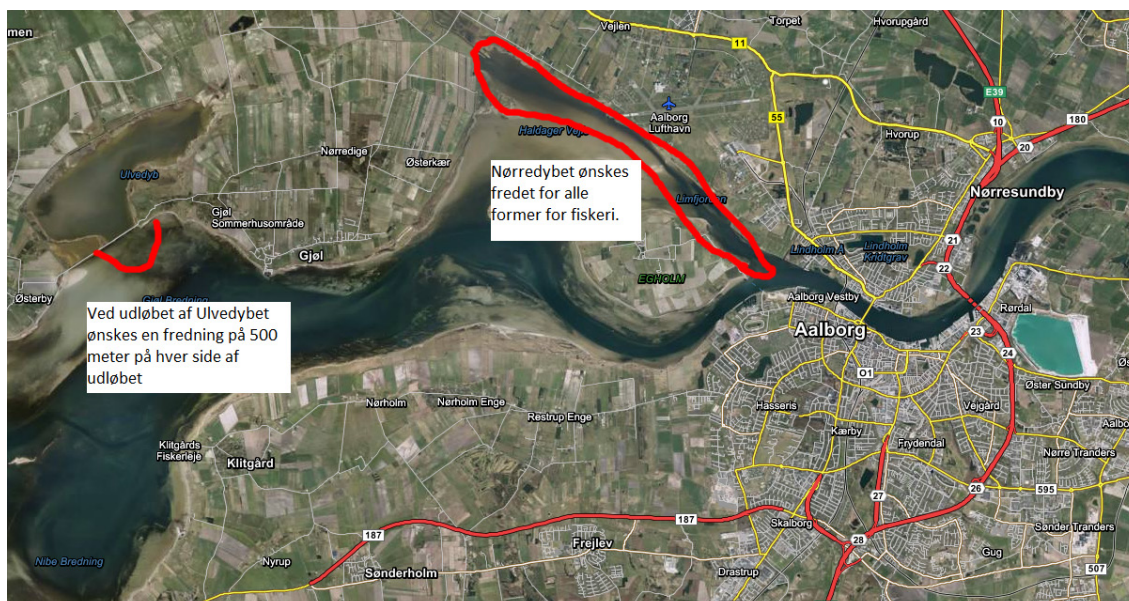 men
Vejlen
Torpet
Hvorupgård
11
E39
Aalborg
Lufthavn
55
10
180
Hvorup
20
Haldager Vejl
Ulvedyb
Nørredige
Østerkær
Nørredybet ønskes
fredet for alle
former for fiskeri.
Limfjorden
Nørresundby
Gjøl
Sommerhusområde
Gjøl
Lindholm Å
Lindholm
Kridtgrav
21
22
EGHOLM
Østerby
Gjøl Bredning
Aalborg Vestby
Rørdal
Ved udløbet af Ulvedybet
ønskes en fredning på 500
meter på hver side af
udløbet
Aalborg
23
24
O1
Øster Sundby
Nørholm
Nørholm Enge
Restrup Enge
Hasseris
Vejgård
Kærby
Frydendal
Aalbo
Klitgårds
Fiskerleje
Klitgård
Nørre Tranders
26
595
27
187
187
Skalborg
Sønder Tranders
Nibe Bredning
Nyrup
Sønderholm
Frejlev
28
Gug
Drastrup
507